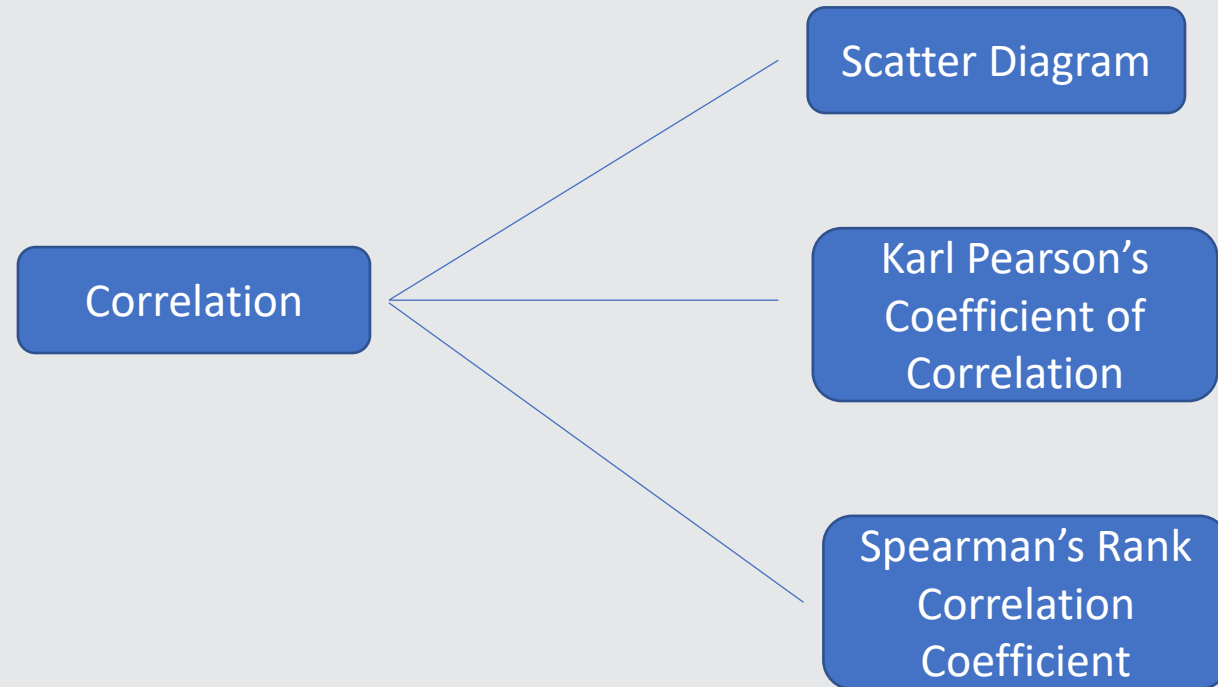 Scatter Diagram
Correlation
Karl Pearson’s
Coefficient of
Correlation
Spearman’s Rank
Correlation
Coefficient